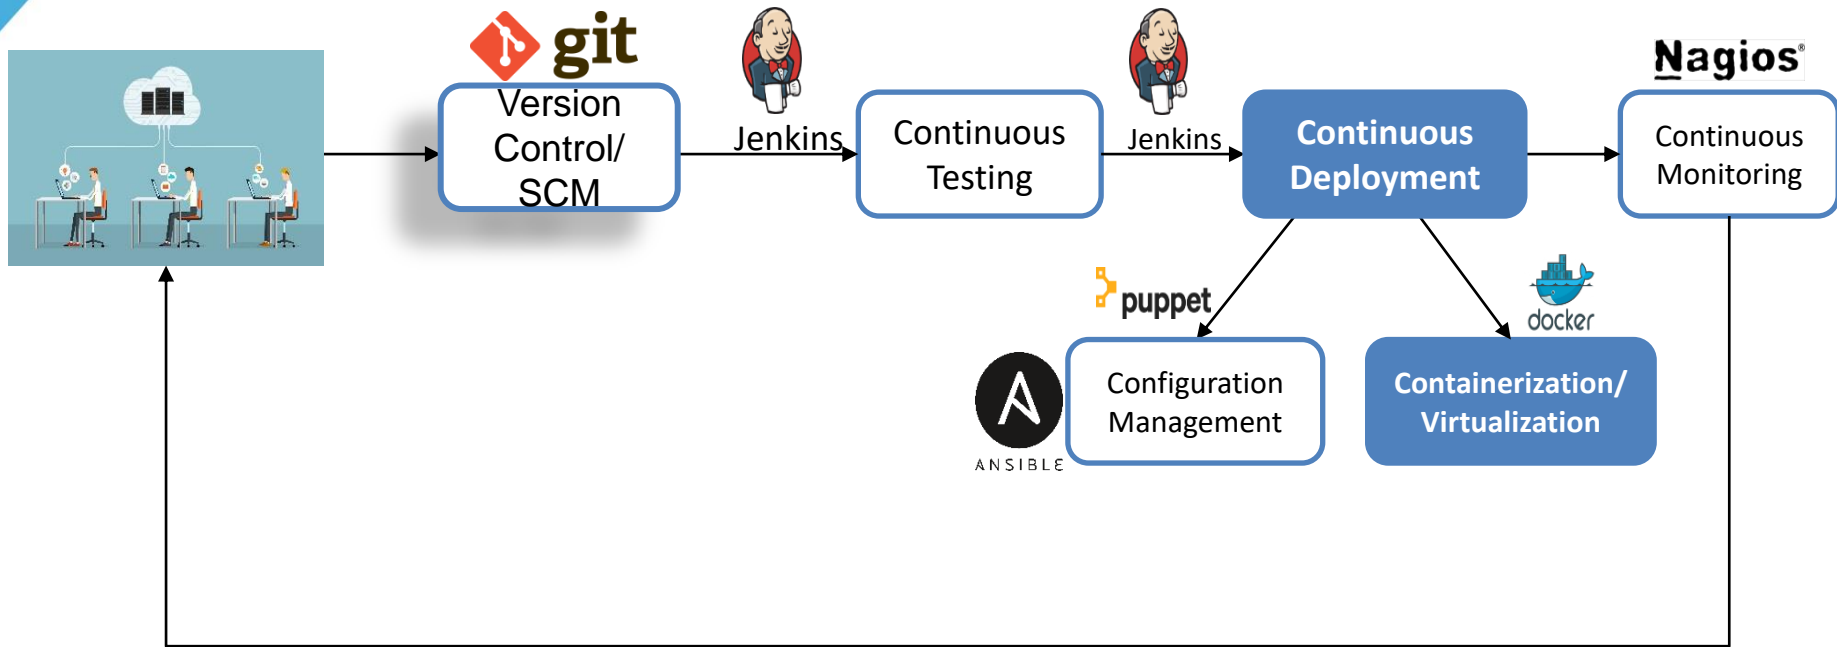 git
Version
Control/
SCM
Jenkins
Continuous
Testing
Jenkins
Continuous
Deployment
Nagios®
Continuous
Monitoring
puppet
docker
ANSIBLE
Configuration
Management
Containerization/
Virtualization